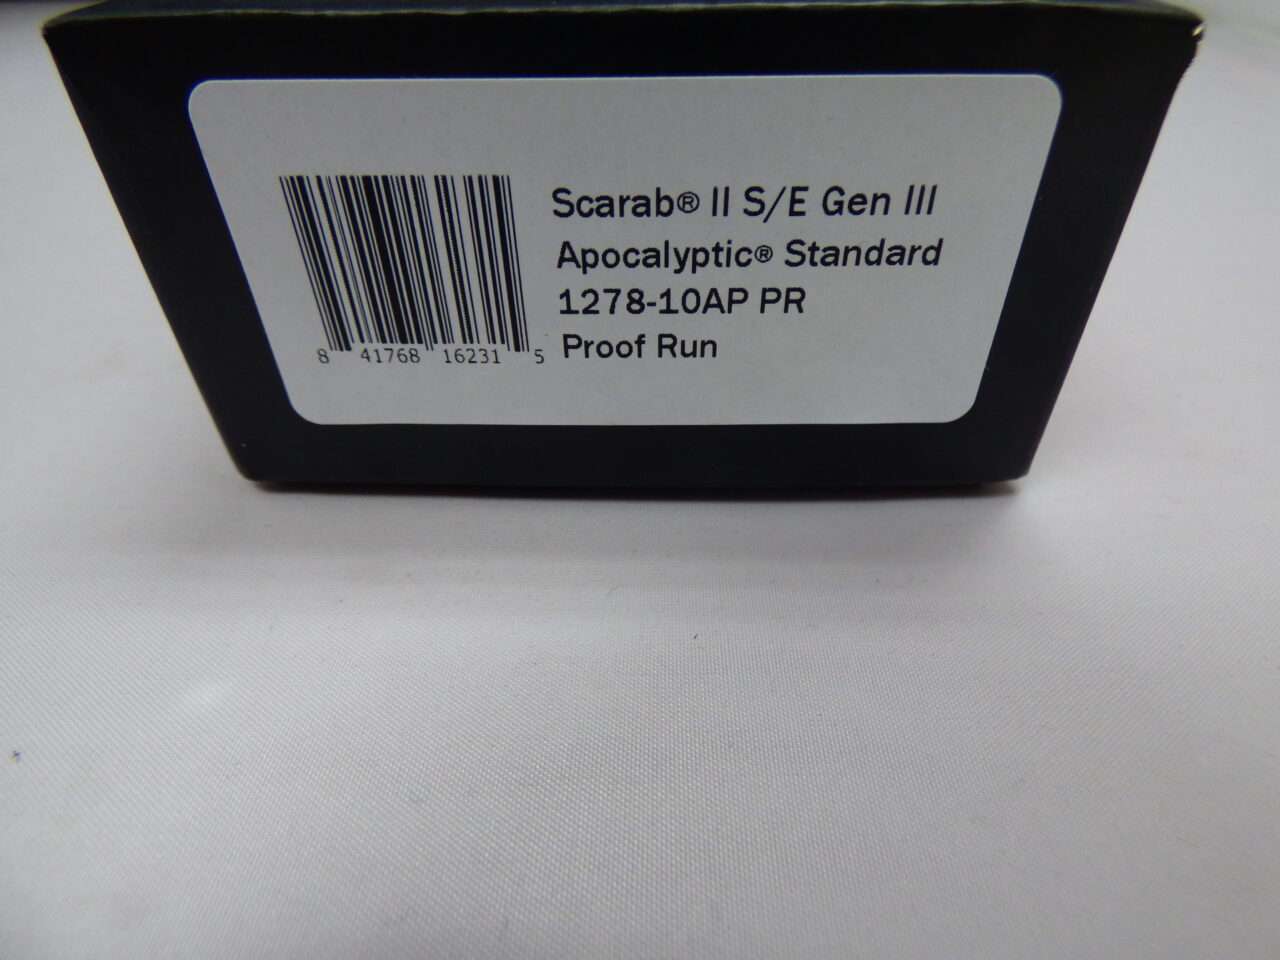 Scarab® II S/E Gen III
Apocalyptic® Standard
1278-10AP PR
Proof Run
8 41768 16231 5